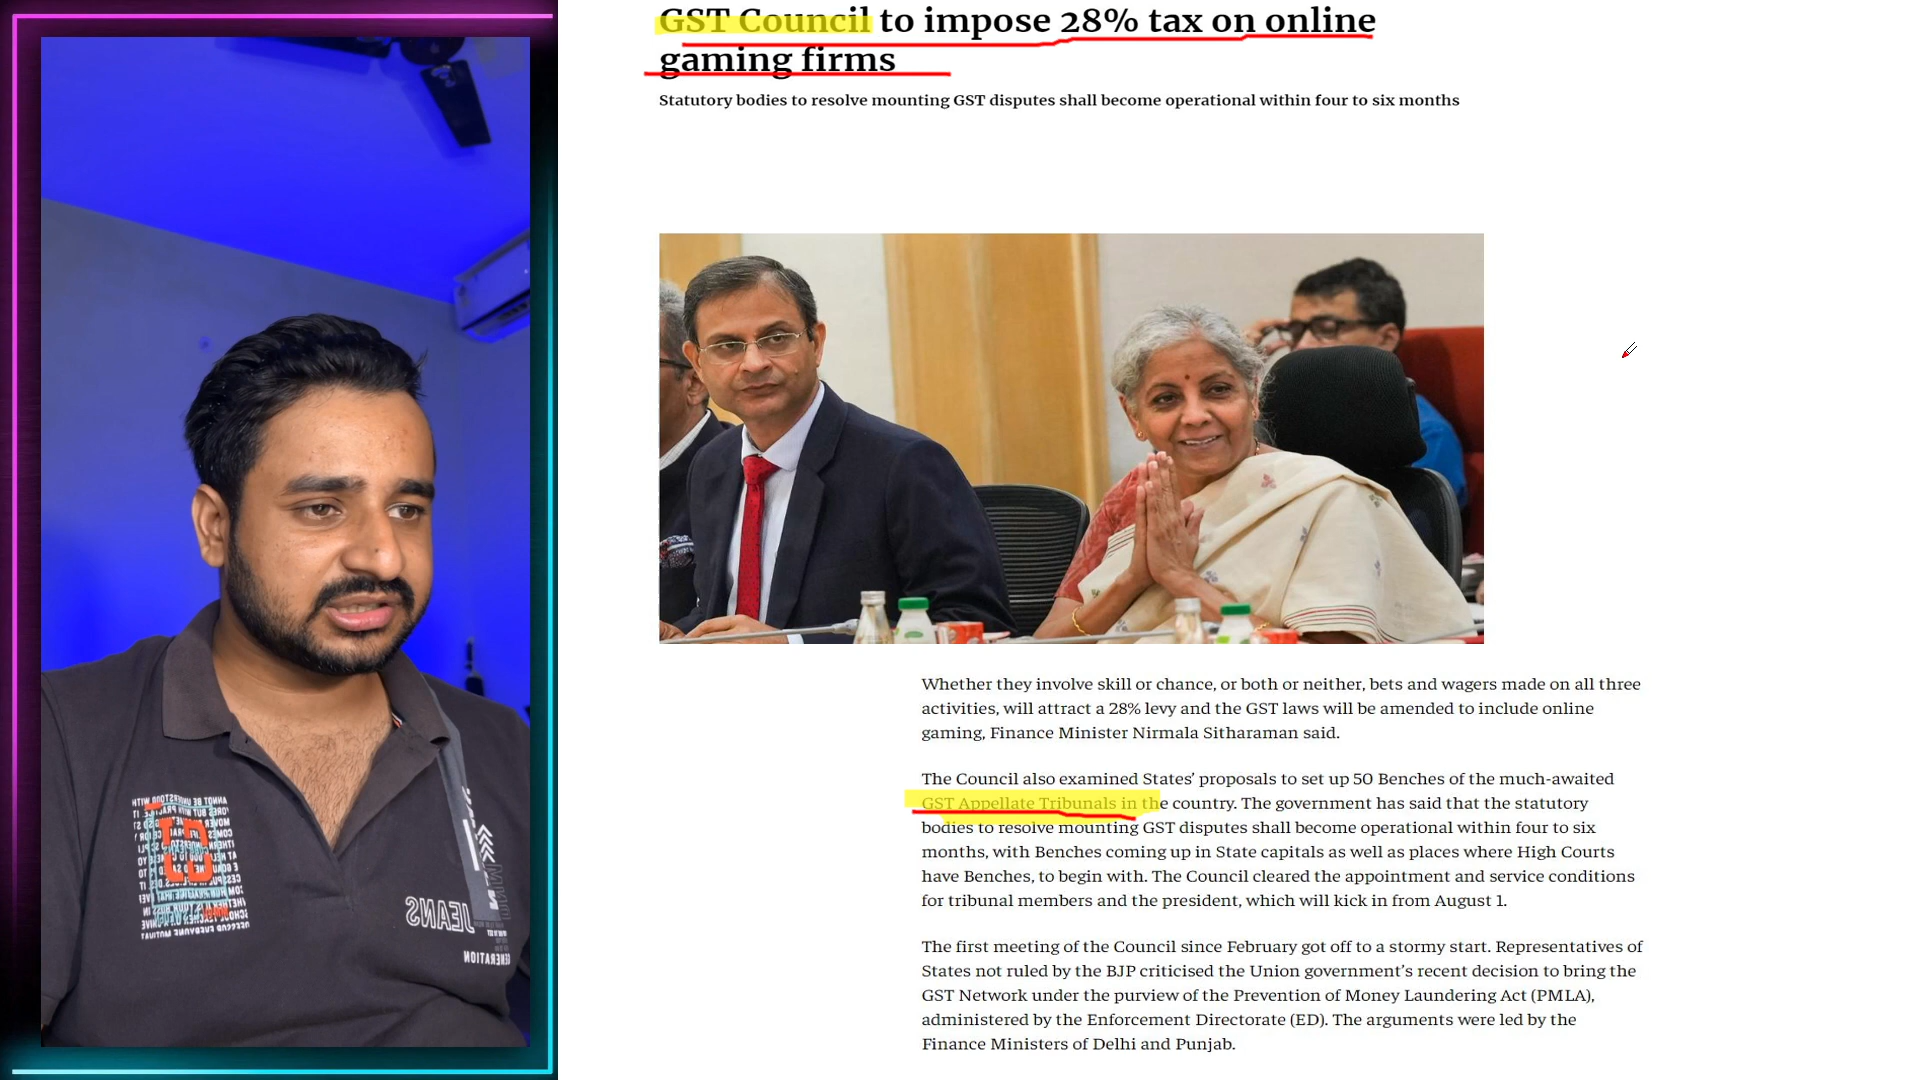 GST Council to impose 28% tax on online
gaming firms
Statutory bodies to resolve mounting GST disputes shall become operational within four to six months
Whether they involve skill or chance, or both or neither, bets and wagers made on all three
activities, will attract a 28% levy and the GST laws will be amended to include online
gaming, Finance Minister Nirmala Sitharaman said.
The Council also examined States’ proposals to set up 50 Benches of the much-awaited
GST Appellate Tribunals in the country. The government has said that the statutory
bodies to resolve mounting GST disputes shall become operational within four to six
months, with Benches coming up in State capitals as well as places where High Courts
have Benches, to begin with. The Council cleared the appointment and service conditions
for tribunal members and the president, which will kick in from August 1.
The first meeting of the Council since February got off to a stormy start. Representatives of
States not ruled by the BJP criticised the Union government’s recent decision to bring the
GST Network under the purview of the Prevention of Money Laundering Act (PMLA),
administered by the Enforcement Directorate (ED). The arguments were led by the
Finance Ministers of Delhi and Punjab.
JEANS